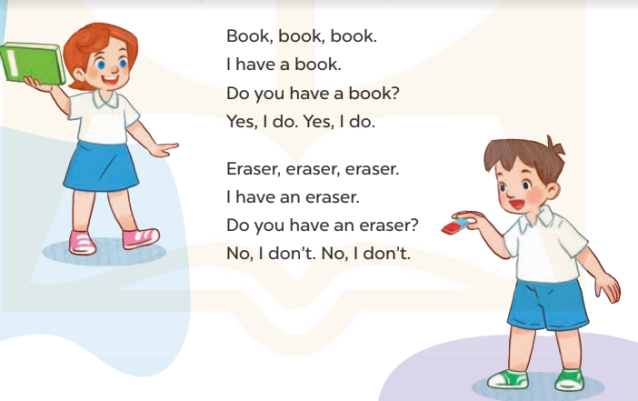 Book, book, book.
I have a book.
Do you have a book?
Yes, I do. Yes, I do.
Eraser, eraser, eraser.
I have an eraser.
Do you have an eraser?
No, I don't. No, I don't.